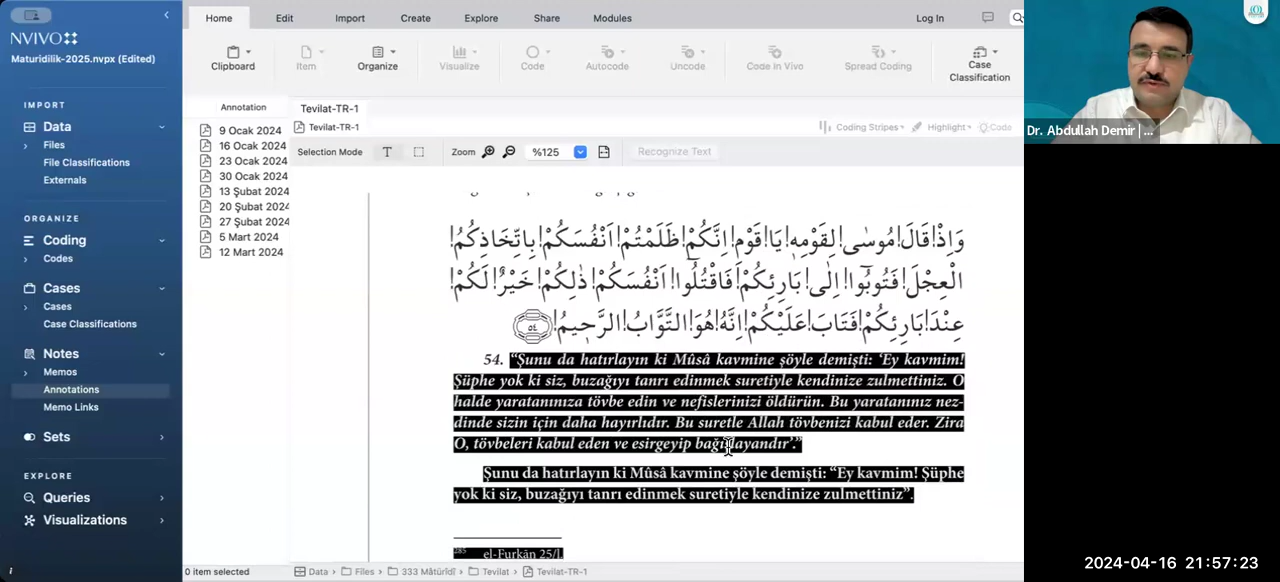 Home Edit Import Create Explore Share Modules Log In
NVIVO
Maturidilik-2025.nvpx (Edited)
Clipboard Item Organize Visualize Code Autocode Uncode Code in Vivo Spread Coding Case Classification
IMPORT
Data
Files
File Classifications
Externals
ORGANIZE
Coding
Codes
Cases
Cases
Case Classifications
Notes
Memos
Annotations
Memo Links
Sets
EXPLORE
Queries
Visualizations
Annotation
9 Ocak 2024
16 Ocak 2024
23 Ocak 2024
30 Ocak 2024
13 Şubat 2024
20 Şubat 2024
27 Şubat 2024
5 Mart 2024
12 Mart 2024
Tevilat-TR-1
Tevilat-TR-1 Coding Stripes Highlight Code
Selection Mode T Zoom %125 Recognize Text
وَاِذْ قَالَ مُوسٰى لِقَوْمِهٖ يَا قَوْمِ اِنَّكُمْ ظَلَمْتُمْ اَنْفُسَكُمْ بِاتِّخَاذِكُمُ
الْعِجْلَ فَتُوبُٓوا اِلٰى بَارِئِكُمْ فَاقْتُلُٓوا اَنْفُسَكُمْ ذٰلِكُمْ خَيْرٌ لَكُمْ
عِنْدَ بَارِئِكُمْ فَتَابَ عَلَيْكُمْ اِنَّهُ هُوَ التَّوَّابُ الرَّحٖيمُ ٥٤
54. “Şunu da hatırlayın ki Mûsâ kavmine şöyle demişti: ‘Ey kavmim!
Şüphe yok ki siz, buzağıyı tanrı edinmek suretiyle kendinize zulmettiniz. O
halde yaratanınıza tövbe edin ve nefislerinizi öldürün. Bu yaratanınız nez-
dinde sizin için daha hayırlıdır. Bu suretle Allah tövbenizi kabul eder. Zira
O, tövbeleri kabul eden ve esirgeyip bağışlayandır’.”
Şunu da hatırlayın ki Mûsâ kavmine şöyle demişti: “Ey kavmim! Şüphe
yok ki siz, buzağıyı tanrı edinmek suretiyle kendinize zulmettiniz”.
285 el-Furkān 25/1.
0 item selected Data Files 333 Mâtürîdî Tevilat Tevilat-TR-1
Dr. Abdullah Demir | ...
2024-04-16 21:57:23